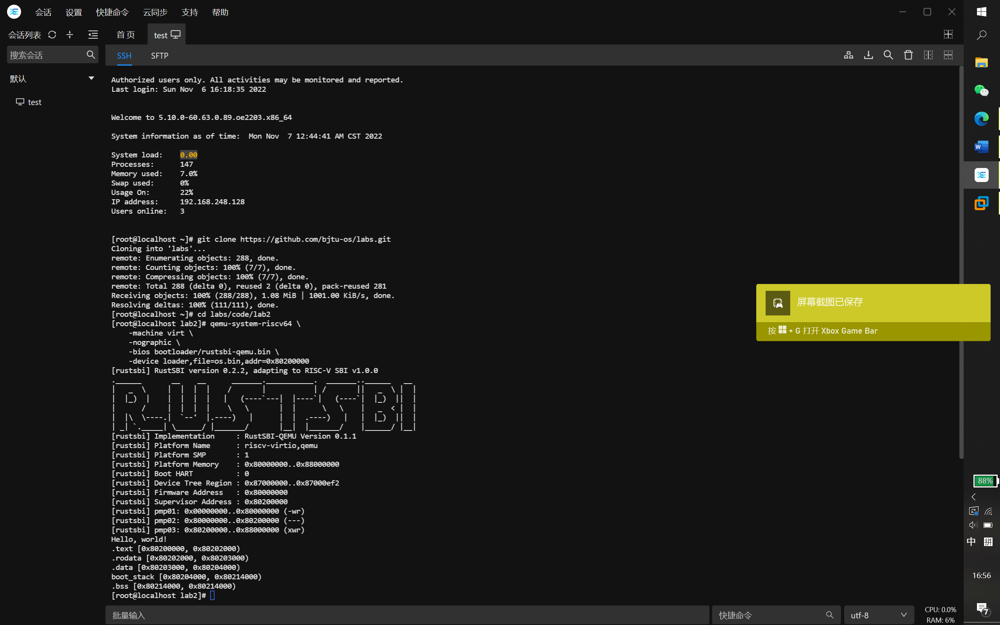 会话 设置 快捷命令 云同步 支持 帮助
会话列表
首页
test
搜索会话
SSH SFTP
默认
test
Authorized users only. All activities may be monitored and reported.
Last login: Sun Nov  6 16:18:35 2022
Welcome to 5.10.0-60.63.0.89.oe2203.x86_64
System information as of time:  Mon Nov  7 12:44:41 AM CST 2022
System load:    0.00
Processes:      147
Memory used:    7.0%
Swap used:      0%
Usage On:       22%
IP address:     192.168.248.128
Users online:   3
[root@localhost ~]# git clone https://github.com/bjtu-os/labs.git
Cloning into 'labs'...
remote: Enumerating objects: 288, done.
remote: Counting objects: 100% (7/7), done.
remote: Compressing objects: 100% (7/7), done.
remote: Total 288 (delta 0), reused 2 (delta 0), pack-reused 281
Receiving objects: 100% (288/288), 1.08 MiB | 1001.00 KiB/s, done.
Resolving deltas: 100% (111/111), done.
[root@localhost ~]# cd labs/code/lab2
[root@localhost lab2]# qemu-system-riscv64 \
    -machine virt \
    -nographic \
    -bios bootloader/rustsbi-qemu.bin \
    -device loader,file=os.bin,addr=0x80200000
[rustsbi] RustSBI version 0.2.2, adapting to RISC-V SBI v1.0.0
RUSTSBI
[rustsbi] Implementation     : RustSBI-QEMU Version 0.1.1
[rustsbi] Platform Name      : riscv-virtio,qemu
[rustsbi] Platform SMP       : 1
[rustsbi] Platform Memory    : 0x80000000..0x88000000
[rustsbi] Boot HART          : 0
[rustsbi] Device Tree Region : 0x87000000..0x87000ef2
[rustsbi] Firmware Address   : 0x80000000
[rustsbi] Supervisor Address : 0x80200000
[rustsbi] pmp01: 0x00000000..0x80000000 (-wr)
[rustsbi] pmp02: 0x80000000..0x80200000 (---)
[rustsbi] pmp03: 0x80200000..0x88000000 (xwr)
Hello, world!
.text [0x80200000, 0x80202000)
.rodata [0x80202000, 0x80203000)
.data [0x80203000, 0x80204000)
boot_stack [0x80204000, 0x80214000)
.bss [0x80214000, 0x80214000)
[root@localhost lab2]#
批量输入
快捷命令
utf-8
CPU: 0.0%
RAM: 6%
屏幕截图已保存
按 + G 打开 Xbox Game Bar
W
88%
中 拼
16:56
7